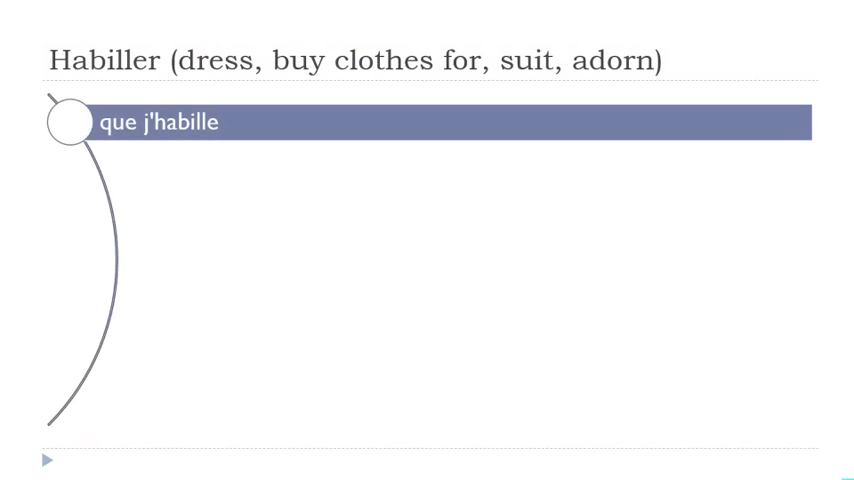 Habiller (dress, buy clothes for, suit, adorn)
que j'habille